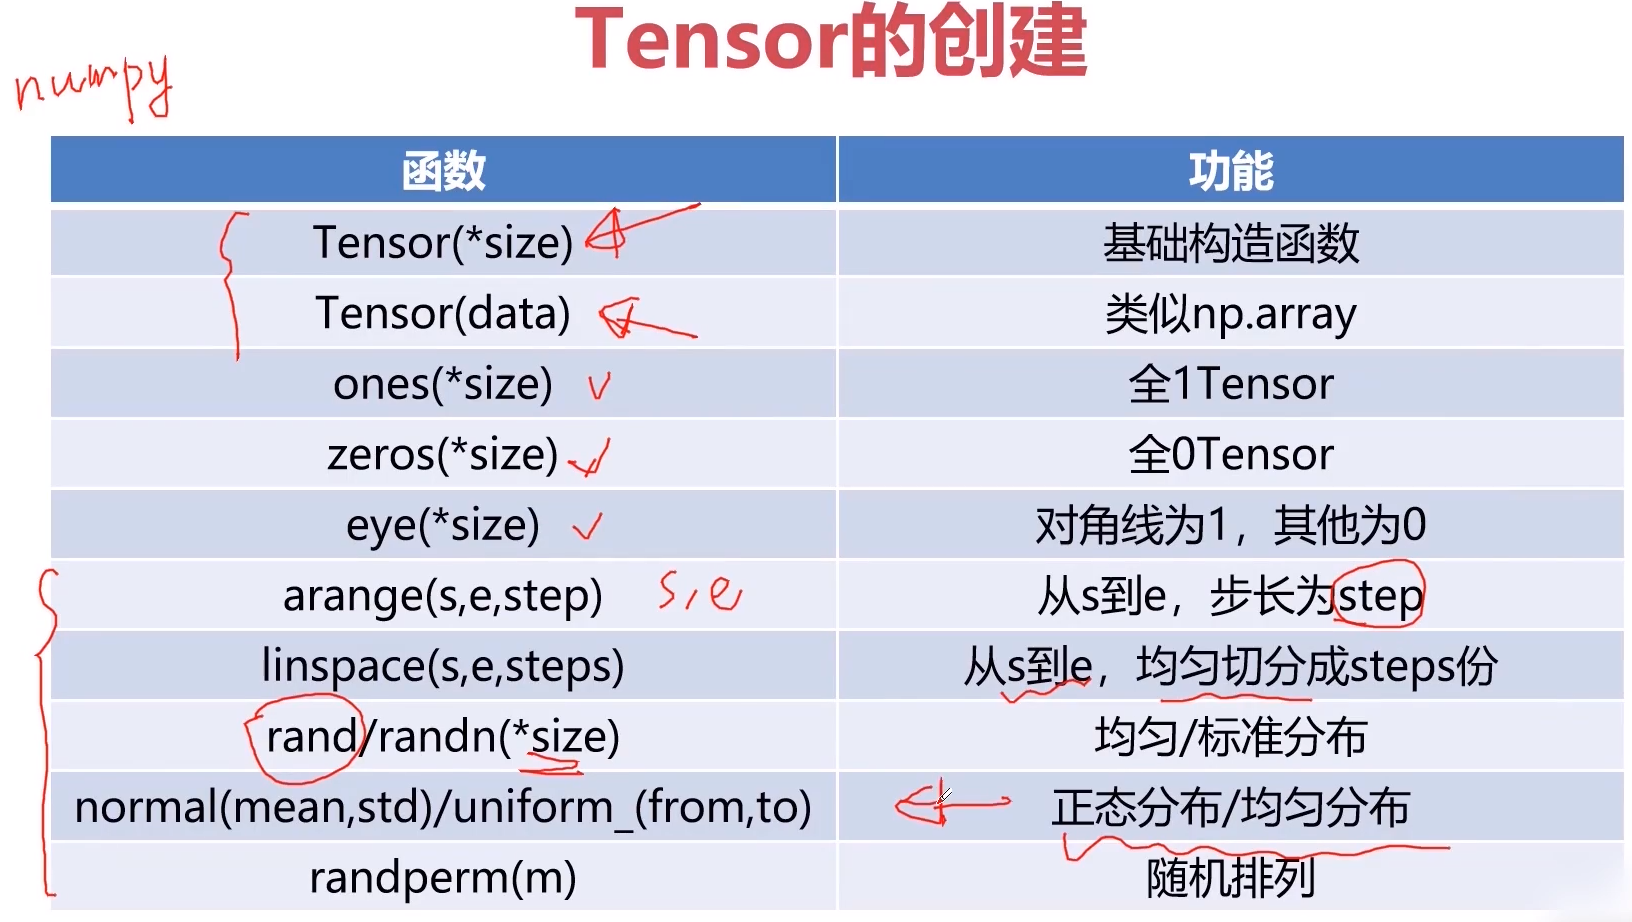 Tensor的创建
numpy
函数 功能
Tensor(*size) 基础构造函数
Tensor(data) 类似np.array
ones(*size) 全1Tensor
zeros(*size) 全0Tensor
eye(*size) 对角线为1，其他为0
arange(s,e,step) s,e 从s到e，步长为step
linspace(s,e,steps) 从s到e，均匀切分成steps份
rand/randn(*size) 均匀/标准分布
normal(mean,std)/uniform_(from,to) 正态分布/均匀分布
randperm(m) 随机排列